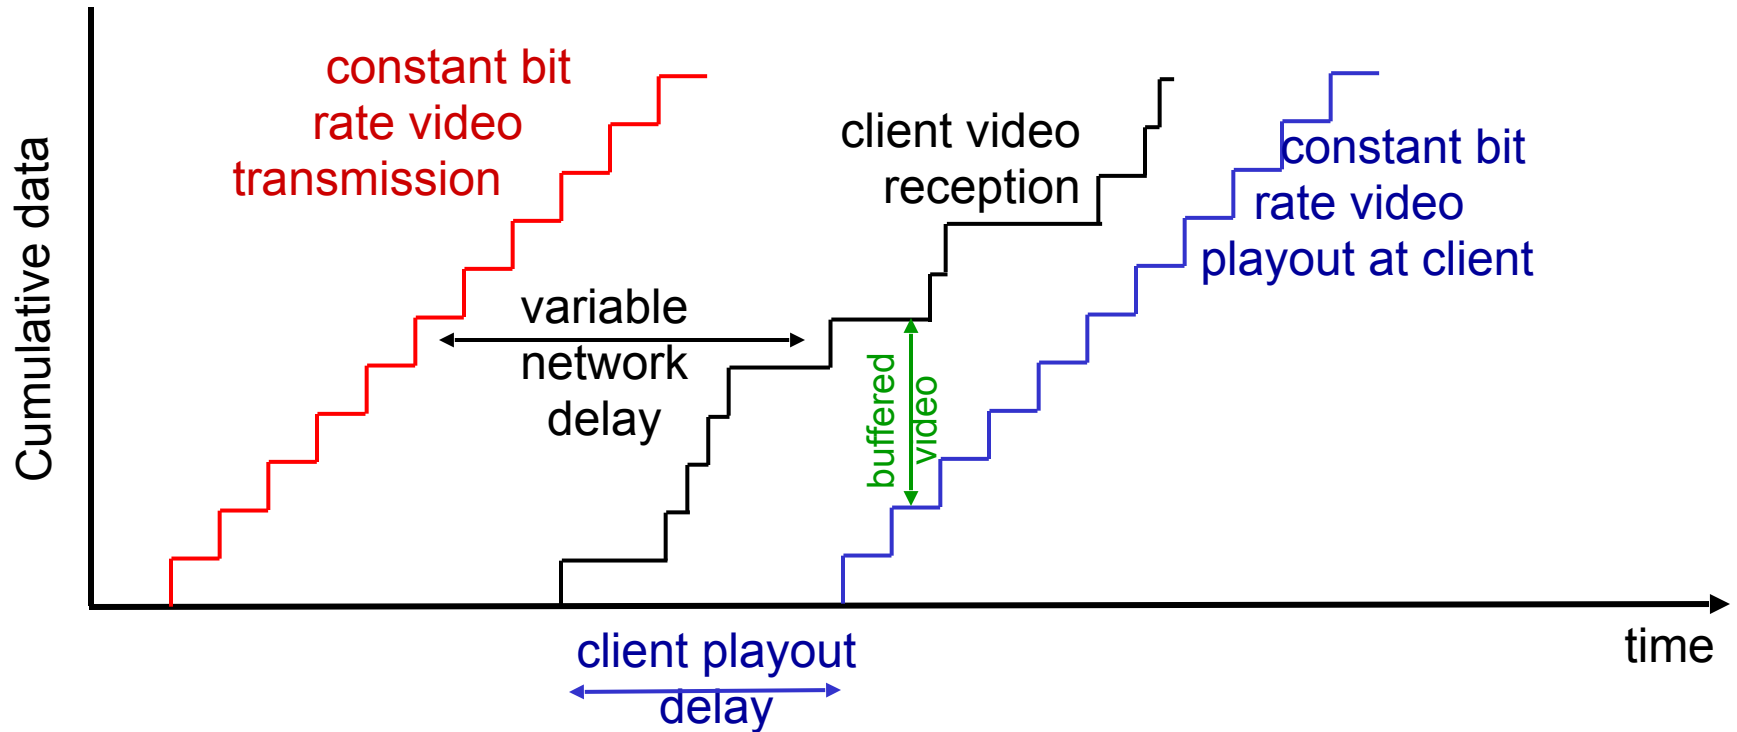 constant bit
rate video
transmission
client video
reception
constant bit
rate video
playout at client
Cumulative data
variable
network
delay
buffered
video
time
client playout
delay